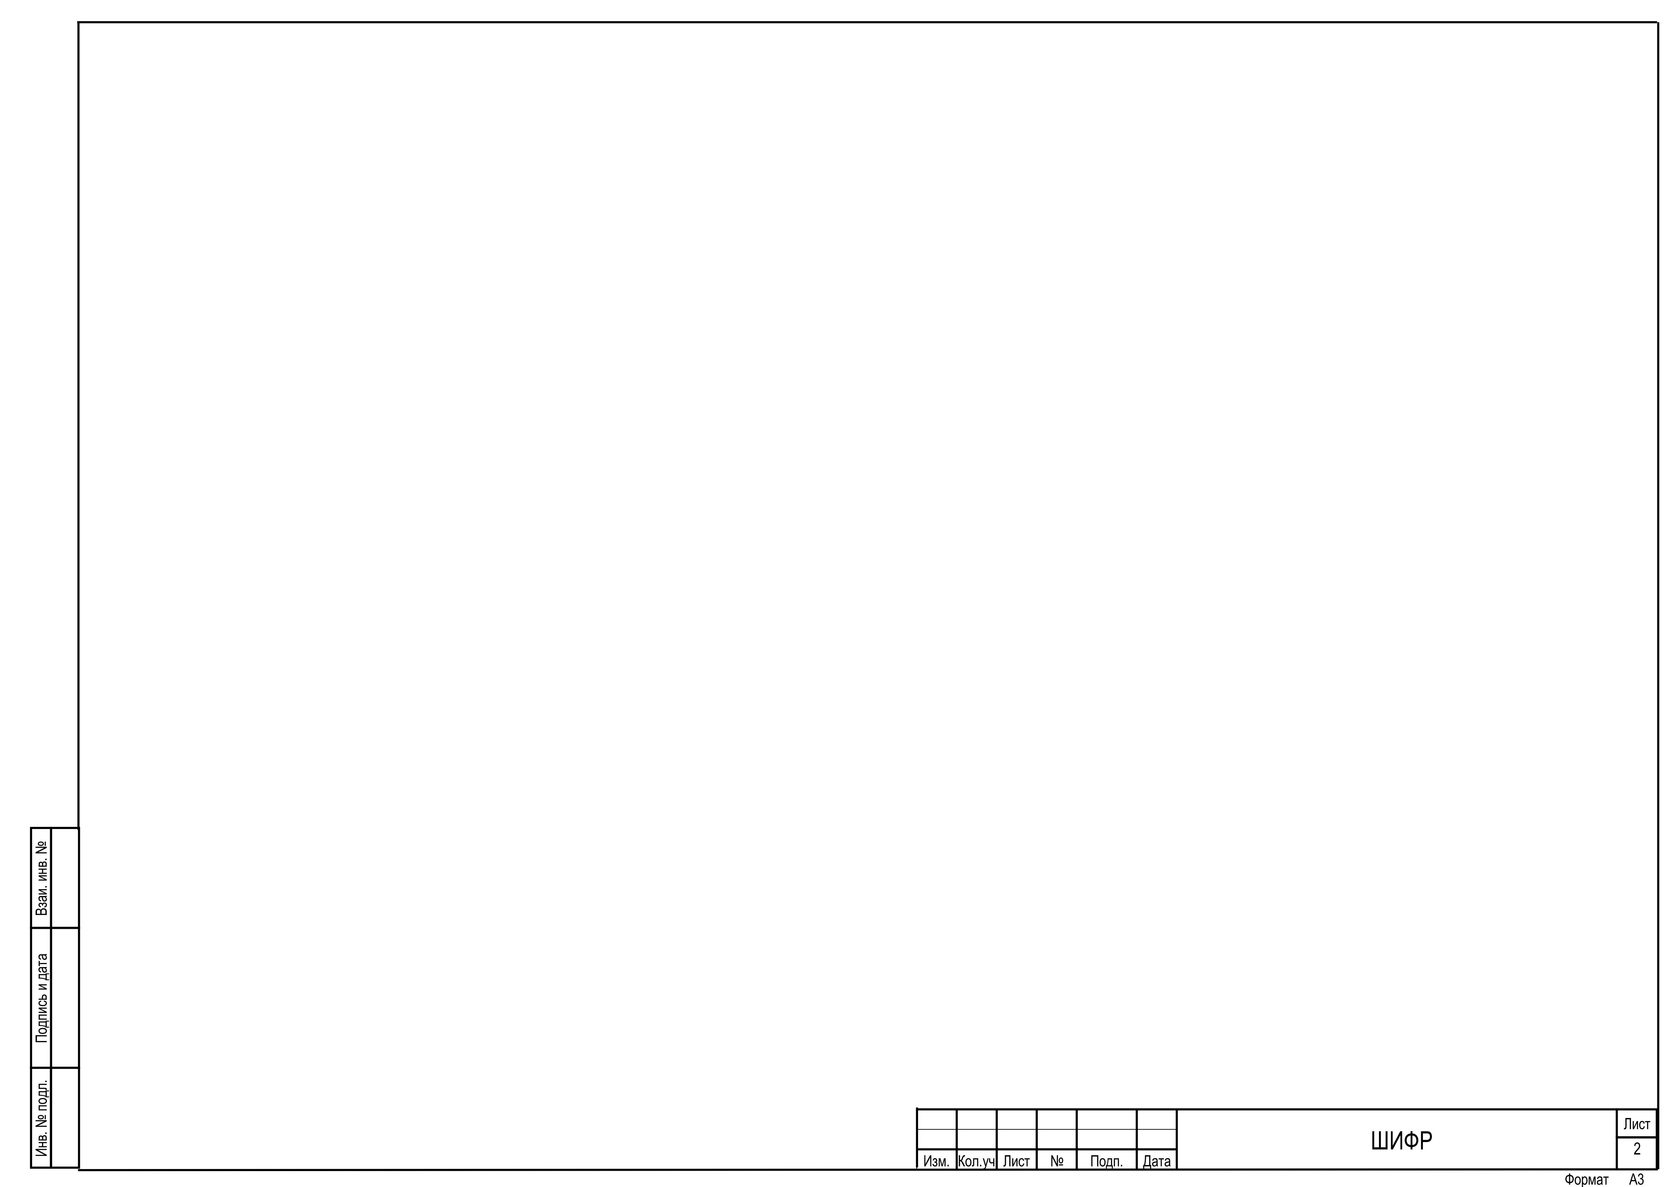 Взаи. инв. №
Подпись и дата
Инв. № подл.
Изм. Кол.уч Лист № Подп. Дата
ШИФР
Лист
2
Формат А3